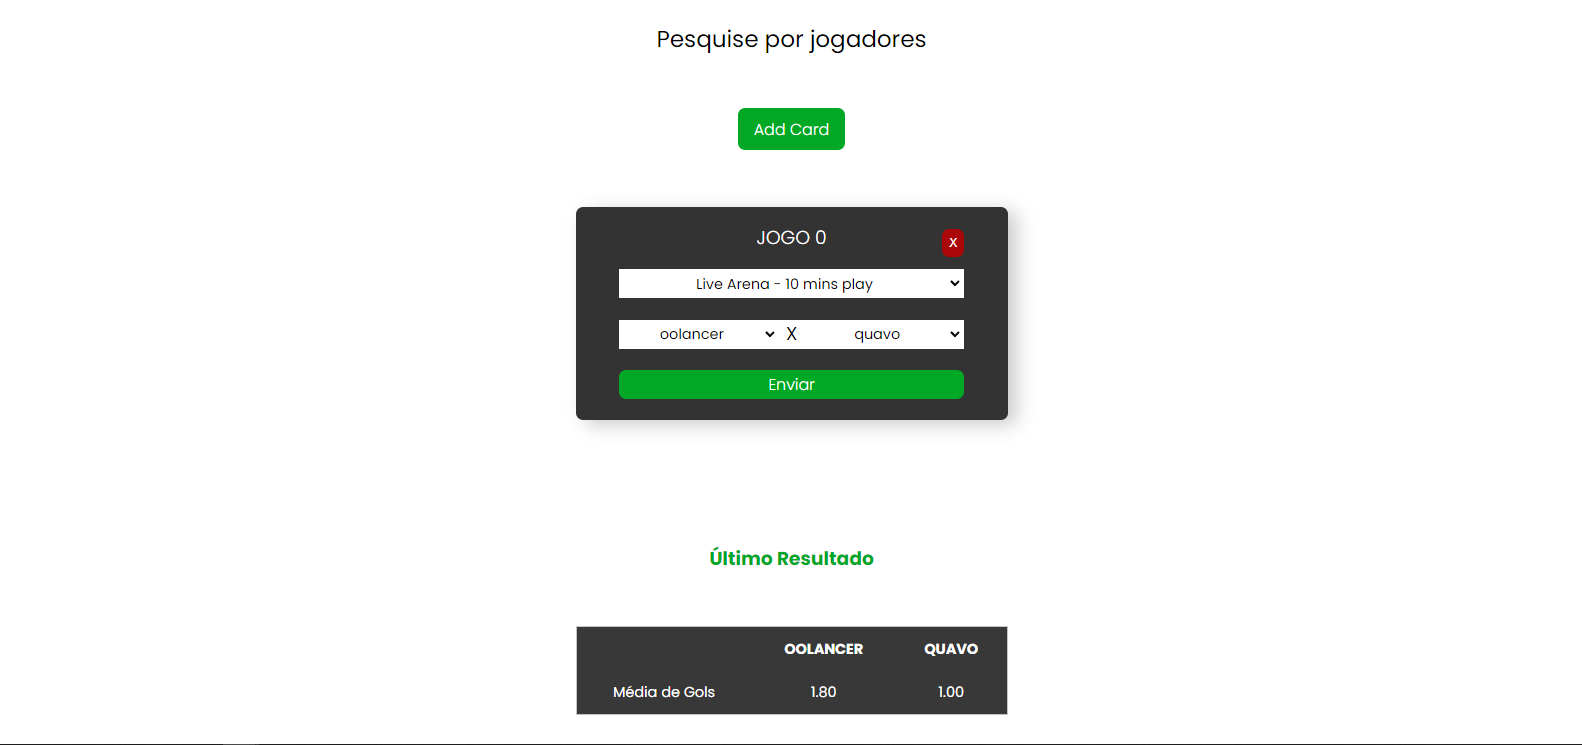 Pesquise por jogadores
Add Card
JOGO 0
X
Live Arena - 10 mins play
oolancer X quavo
Enviar
Último Resultado
OOLANCER QUAVO
Média de Gols 1.80 1.00